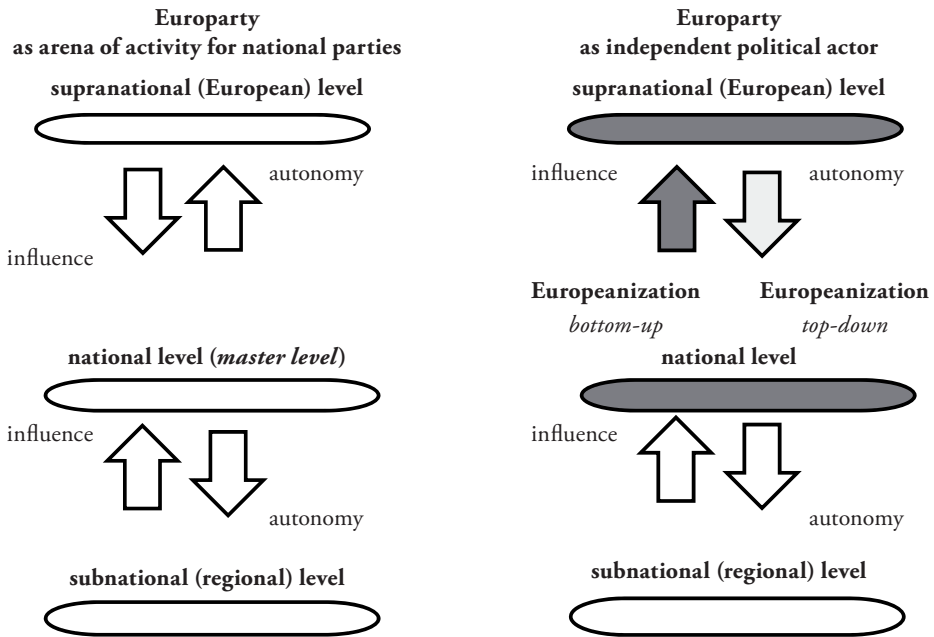 Europarty
as arena of activity for national parties
supranational (European) level
autonomy
influence
national level (master level)
influence
autonomy
subnational (regional) level
Europarty
as independent political actor
supranational (European) level
influence
autonomy
Europeanization
bottom-up
Europeanization
top-down
national level
influence
autonomy
subnational (regional) level